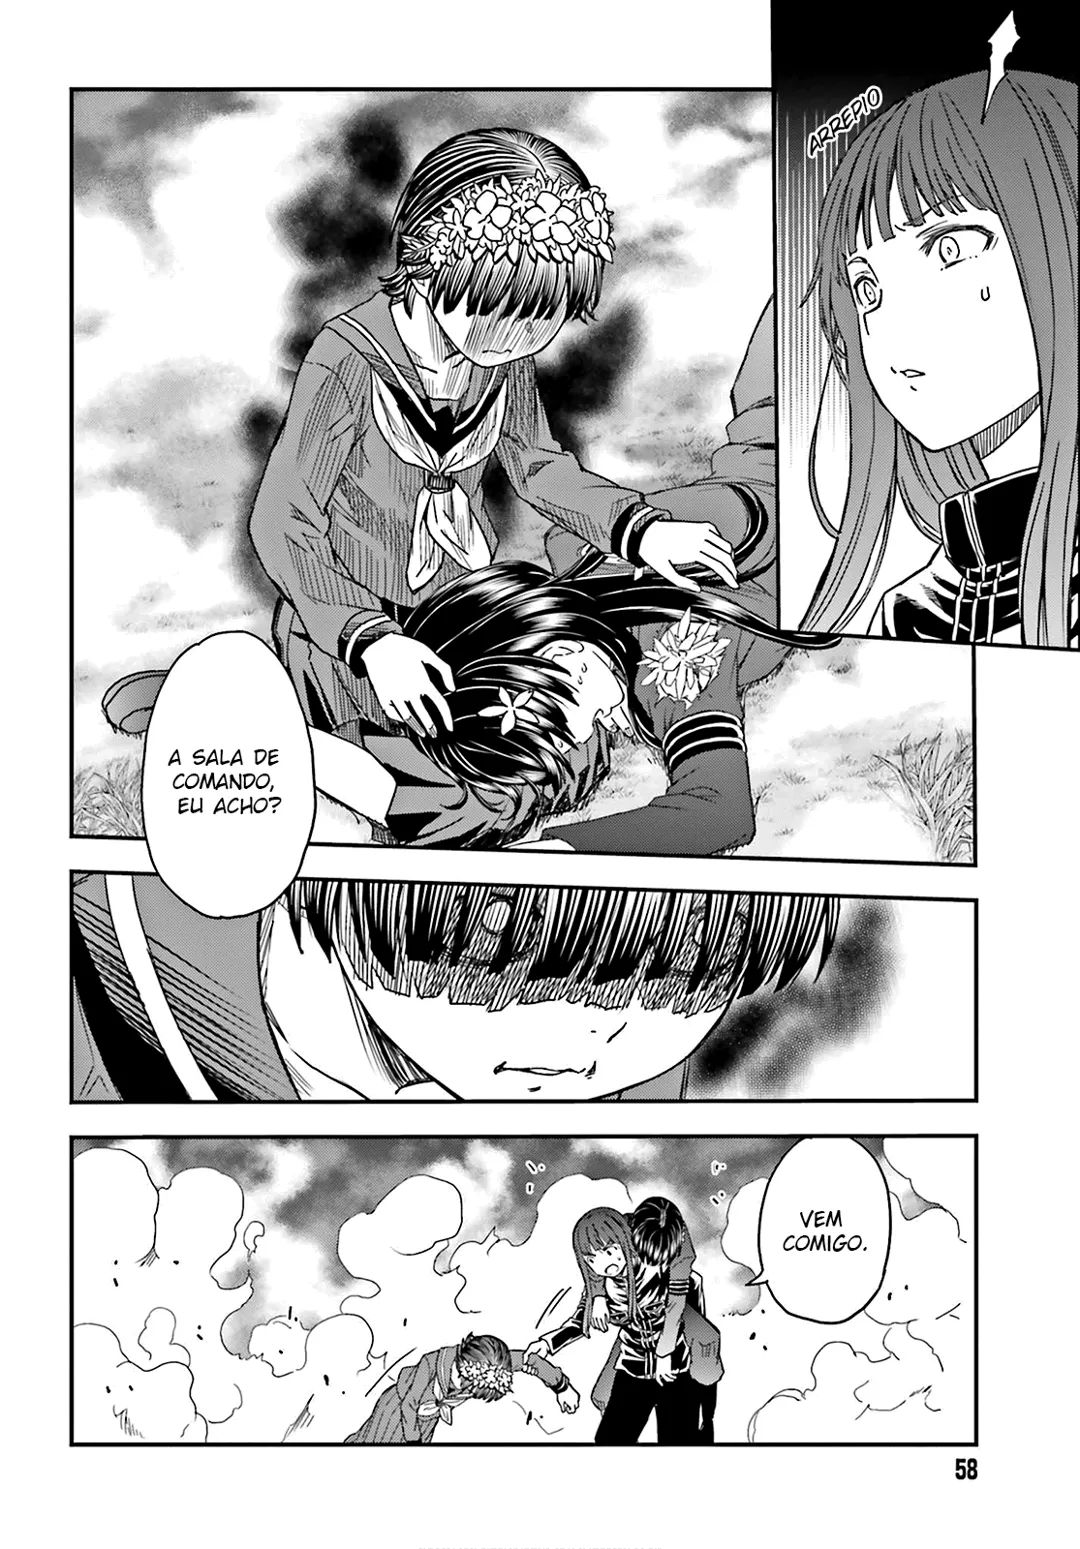 ARREPIO
A SALA DE
COMANDO,
EU ACHO?
VEM
COMIGO.
58